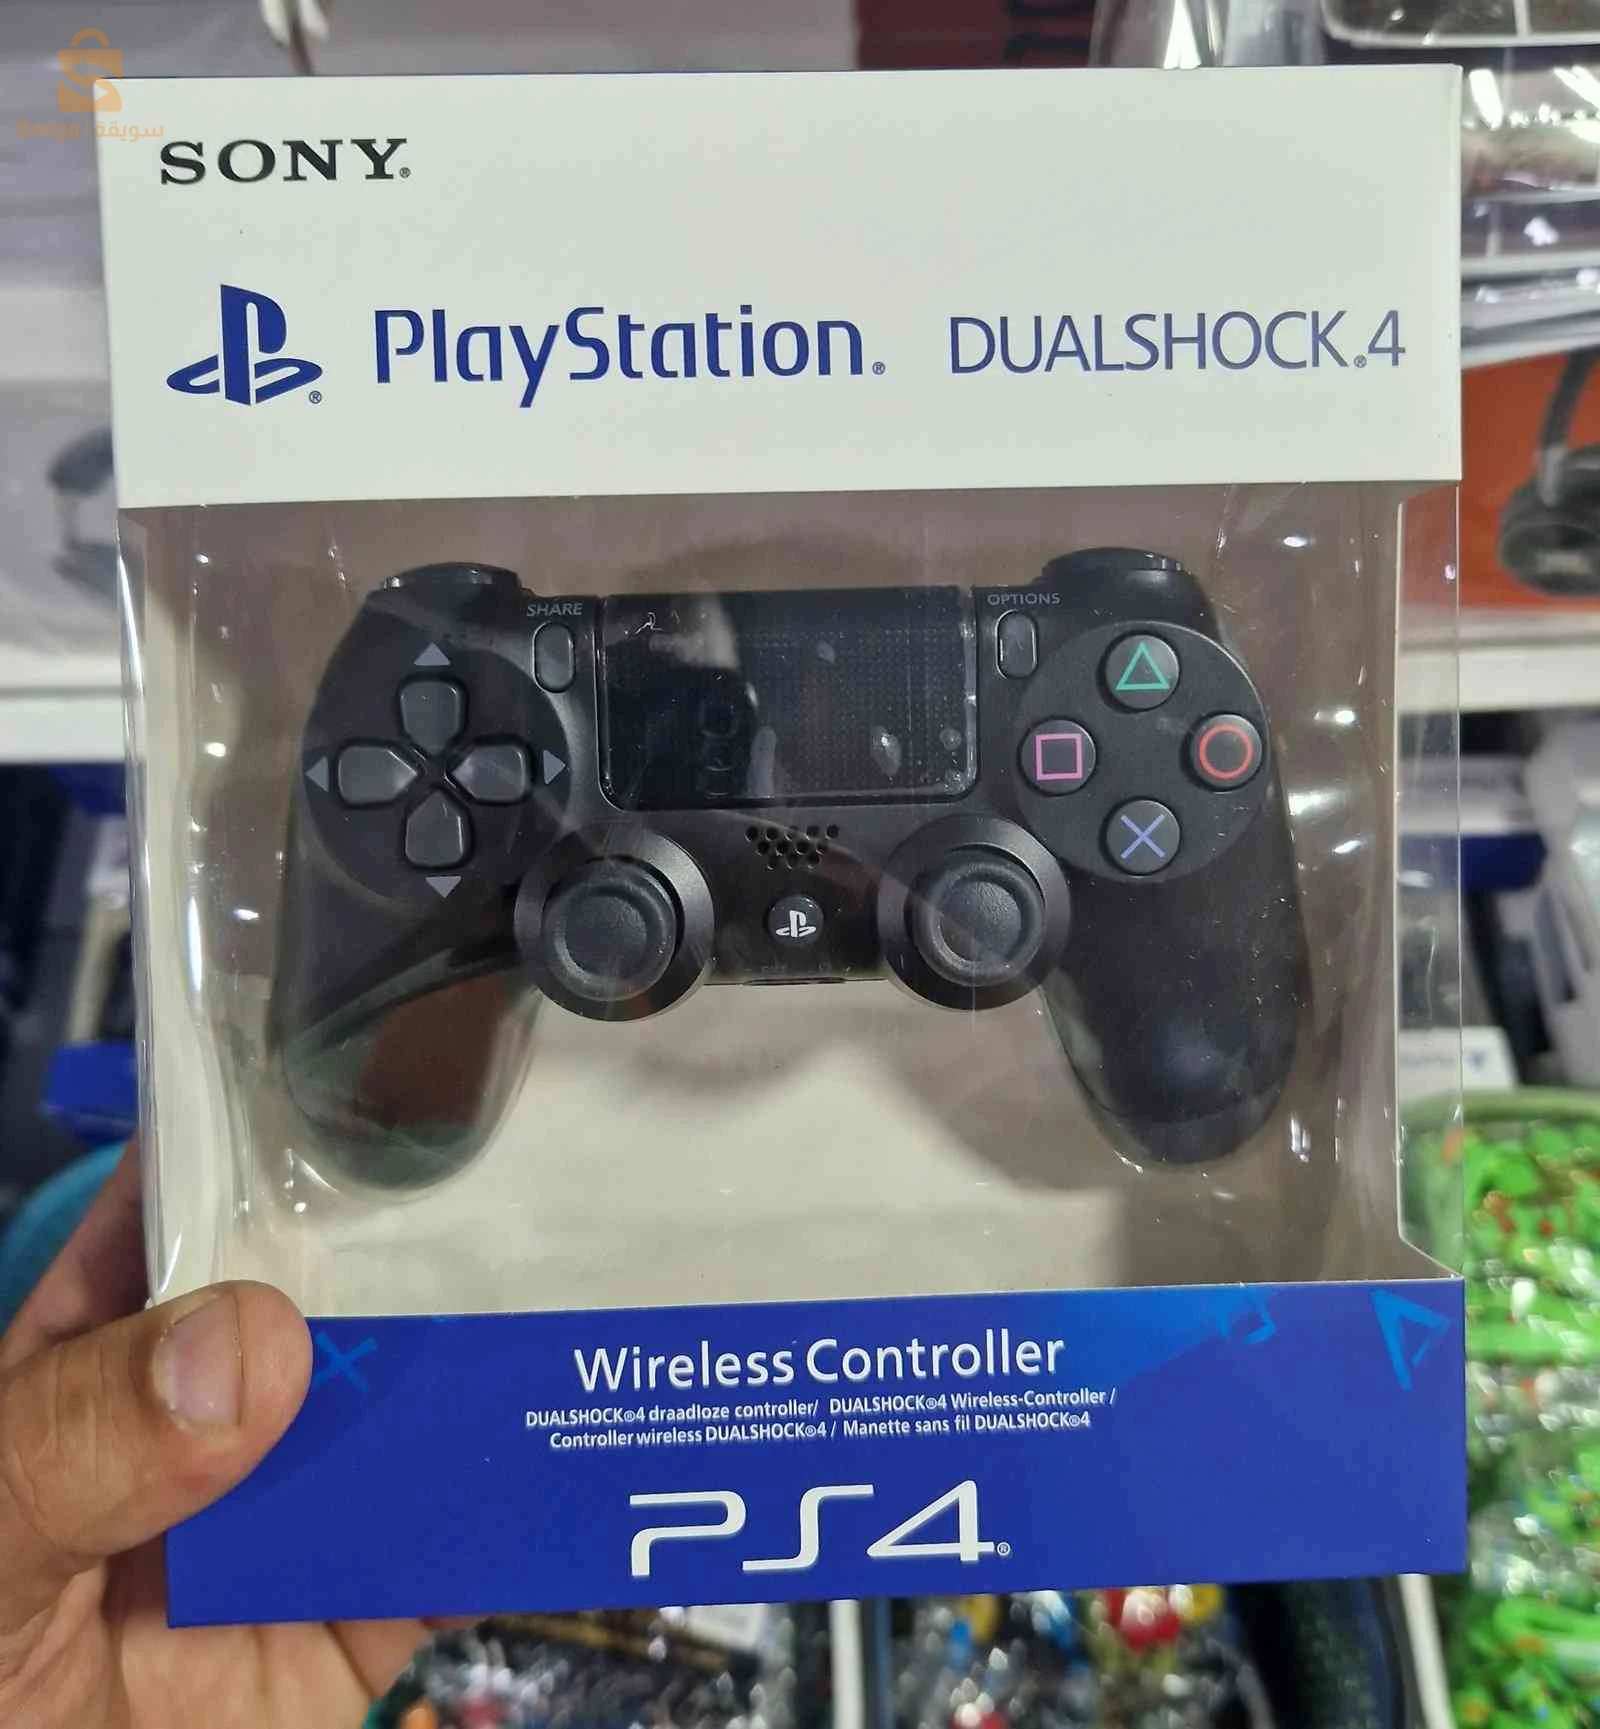 سويقة
SONY®
PlayStation® DUALSHOCK®4
SHARE
OPTIONS
Wireless Controller
DUALSHOCK®4 draadloze controller/ DUALSHOCK®4 Wireless-Controller /
Controller wireless DUALSHOCK®4 / Manette sans fil DUALSHOCK®4
PS4®